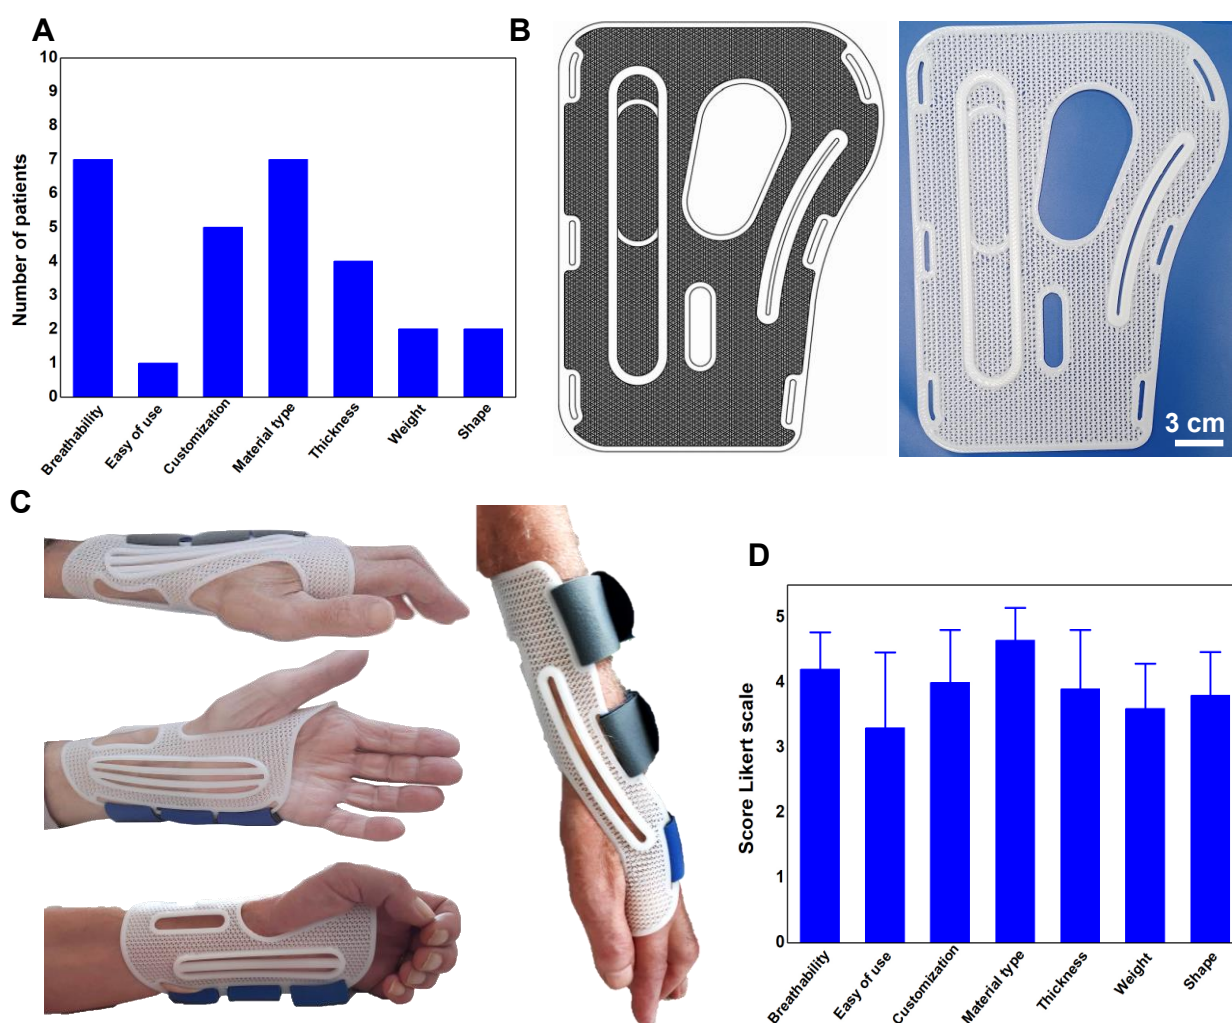 A
B
10
9
8
7
6
5
4
3
2
1
0
Number of patients
Breathability
Easy of use
Customization
Material type
Thickness
Weight
Shape
3 cm
C
D
5
4
3
2
1
0
Score Likert scale
Breathability
Easy of use
Customization
Material type
Thickness
Weight
Shape